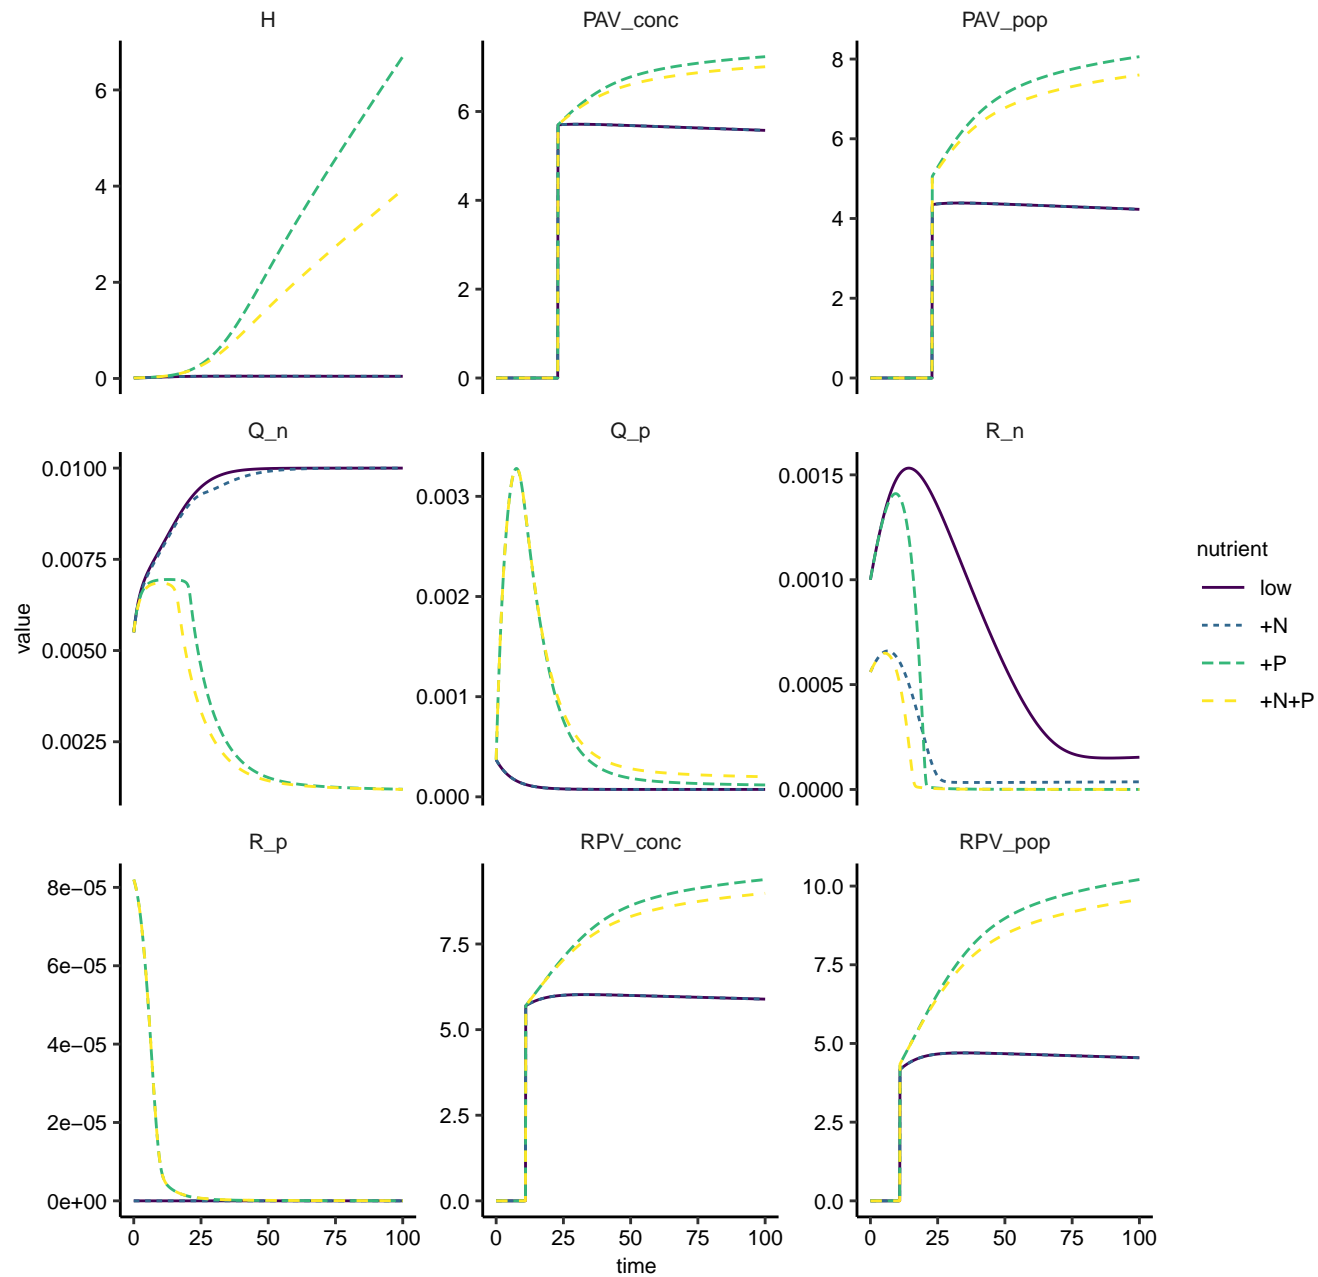 H
PAV_conc
PAV_pop
6
4
2
0
6
4
2
0
8
6
4
2
0
Q_n
Q_p
R_n
0.0100
0.0075
0.0050
0.0025
0.003
0.002
0.001
0.000
0.0015
0.0010
0.0005
0.0000
value
nutrient
low
+N
+P
+N+P
R_p
RPV_conc
RPV_pop
8e−05
6e−05
4e−05
2e−05
0e+00
7.5
5.0
2.5
0.0
10.0
7.5
5.0
2.5
0.0
0 25 50 75 100
0 25 50 75 100
0 25 50 75 100
time